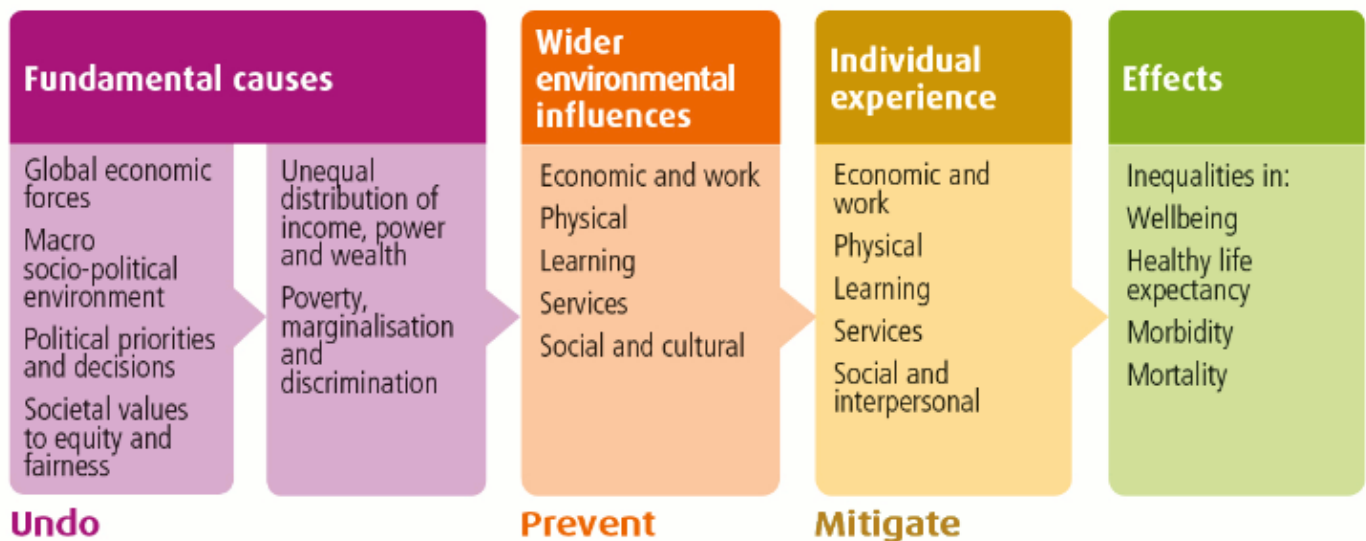 Fundamental causes
Global economic
forces
Macro
socio-political
environment
Political priorities
and decisions
Societal values
to equity and
fairness
Unequal
distribution of
income, power
and wealth
Poverty,
marginalisation
and
discrimination
Undo
Wider
environmental
influences
Economic and work
Physical
Learning
Services
Social and cultural
Prevent
Individual
experience
Economic and
work
Physical
Learning
Services
Social and
interpersonal
Mitigate
Effects
Inequalities in:
Wellbeing
Healthy life
expectancy
Morbidity
Mortality